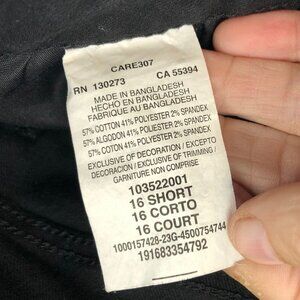 CARE307
RN 130273 CA 55394
MADE IN BANGLADESH
HECHO EN BANGLADESH
FABRIQUE AU BANGLADESH
57% COTTON 41% POLYESTER 2% SPANDEX
57% ALGODON 41% POLYESTER 2% SPANDEX
57% COTON 41% POLYESTER 2% SPANDEX
EXCLUSIVE OF DECORATION / EXCEPTO
DECORACION / EXCLUSIVE OF TRIMMING /
GARNITURE NON COMPRISE
103522001
16 SHORT
16 CORTO
16 COURT
1000157428-23G-4500754744
191683354792